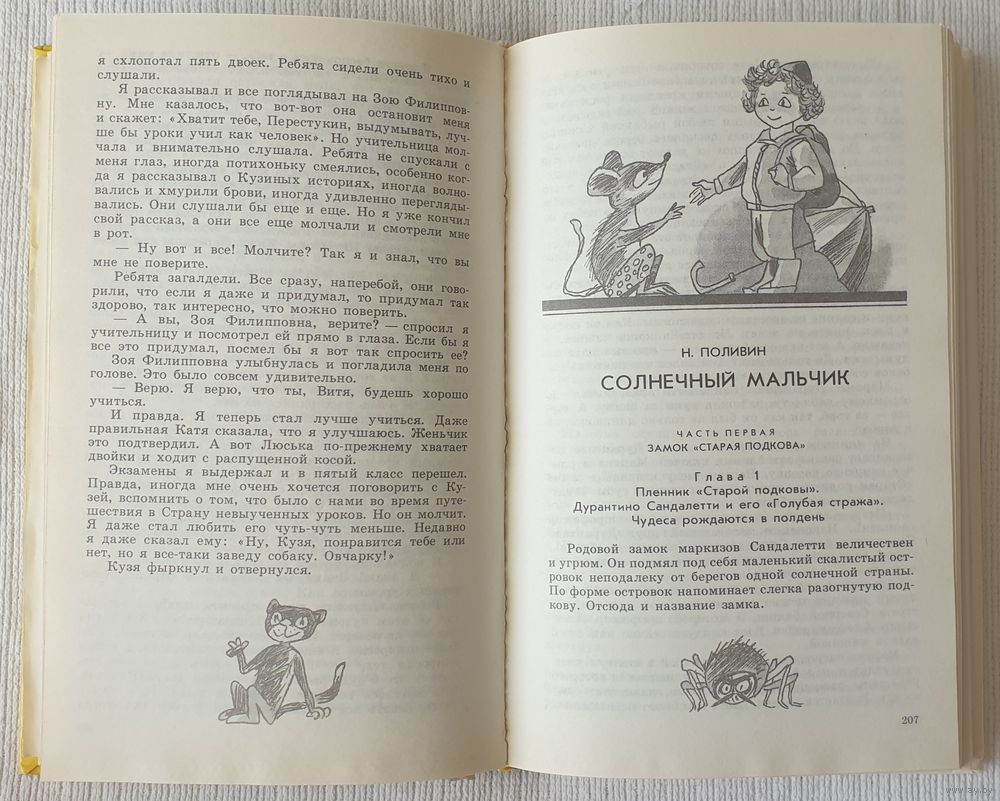 я схлопотал пять двоек. Ребята сидели очень тихо и
слушали.
Я рассказывал и все поглядывал на Зою Филиппов-
ну. Мне казалось, что вот-вот она остановит меня
и скажет: «Хватит тебе, Перестукин, выдумывать, луч-
ше бы уроки учил как человек». Но учительница мол-
чала и внимательно слушала. Ребята не спускали с
меня глаз, иногда потихоньку смеялись, особенно ког-
да я рассказывал о Кузиных историях, иногда волно-
вались и хмурили брови, иногда удивленно перегляды-
вались. Они слушали бы еще и еще. Но я уже кончил
свой рассказ, а они все еще молчали и смотрели мне
в рот.
— Ну вот и все! Молчите? Так я и знал, что вы
мне не поверите.
Ребята загалдели. Все сразу, наперебой, они гово-
рили, что если я даже и придумал, то придумал так
здорово, так интересно, что можно поверить.
— А вы, Зоя Филипповна, верите? — спросил я
учительницу и посмотрел ей прямо в глаза. Если бы я
все это придумал, посмел бы я вот так спросить ее?
Зоя Филипповна улыбнулась и погладила меня по
голове. Это было совсем удивительно.
— Верю. Я верю, что ты, Витя, будешь хорошо
учиться.
И правда. Я теперь стал лучше учиться. Даже
правильная Катя сказала, что я улучшаюсь. Женьчик
это подтвердил. А вот Люська по-прежнему хватает
двойки и ходит с распущенной косой.
Экзамены я выдержал и в пятый класс перешел.
Правда, иногда мне очень хочется поговорить с Ку-
зей, вспомнить о том, что было с нами во время путе-
шествия в Страну невыученных уроков. Но он молчит.
Я даже стал любить его чуть-чуть меньше. Недавно
я даже сказал ему: «Ну, Кузя, понравится тебе или
нет, но я все-таки заведу собаку. Овчарку!»
Кузя фыркнул и отвернулся.
Н. ПОЛИВИН
СОЛНЕЧНЫЙ МАЛЬЧИК
ЧАСТЬ ПЕРВАЯ
ЗАМОК «СТАРАЯ ПОДКОВА»
Глава 1
Пленник «Старой подковы».
Дурантино Сандалетти и его «Голубая стража».
Чудеса рождаются в полдень
Родовой замок маркизов Сандалетти величествен
и угрюм. Он подмял под себя маленький скалистый ост-
ровок неподалеку от берегов одной солнечной страны.
По форме островок напоминает слегка разогнутую под-
кову. Отсюда и название замка.
207
www.ay.by